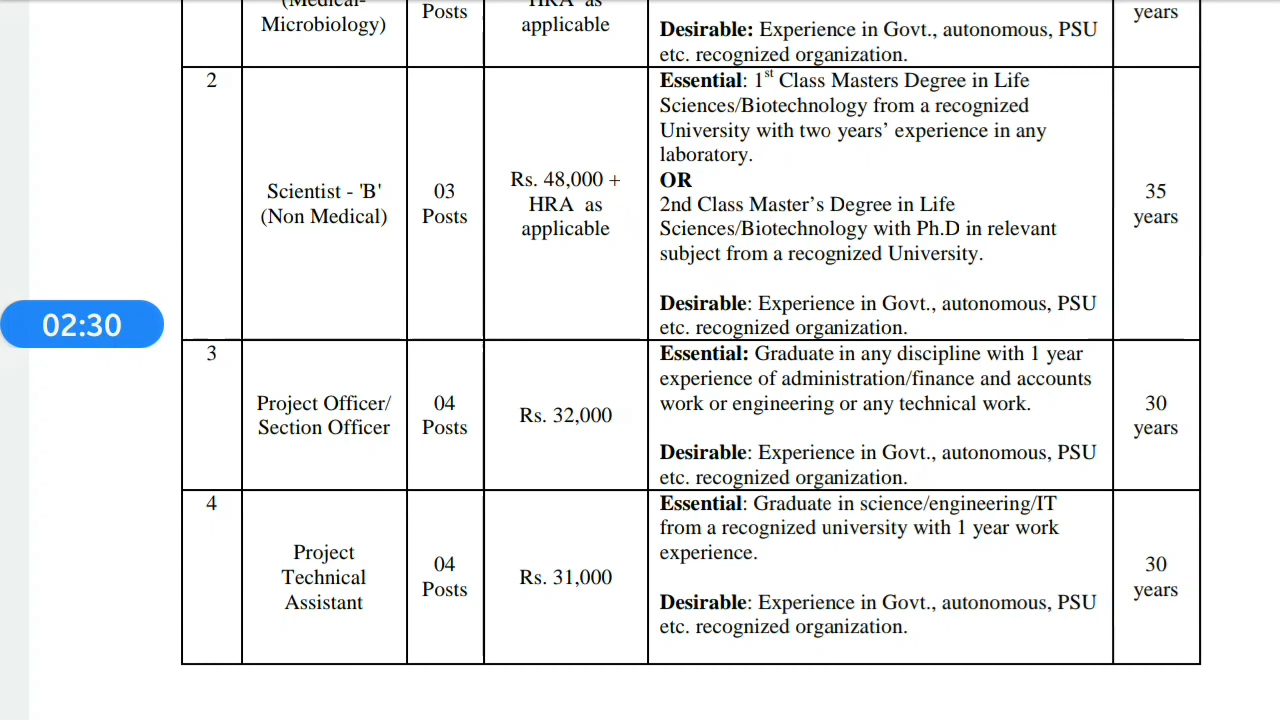 (Medical-
Microbiology)
Posts
HRA as
applicable
Desirable: Experience in Govt., autonomous, PSU
etc. recognized organization.
years
2
Scientist - 'B'
(Non Medical)
03
Posts
Rs. 48,000 +
HRA as
applicable
Essential: 1st Class Masters Degree in Life
Sciences/Biotechnology from a recognized
University with two years’ experience in any
laboratory.
OR
2nd Class Master’s Degree in Life
Sciences/Biotechnology with Ph.D in relevant
subject from a recognized University.
Desirable: Experience in Govt., autonomous, PSU
etc. recognized organization.
35
years
02:30
3
Project Officer/
Section Officer
04
Posts
Rs. 32,000
Essential: Graduate in any discipline with 1 year
experience of administration/finance and accounts
work or engineering or any technical work.
Desirable: Experience in Govt., autonomous, PSU
etc. recognized organization.
30
years
4
Project
Technical
Assistant
04
Posts
Rs. 31,000
Essential: Graduate in science/engineering/IT
from a recognized university with 1 year work
experience.
Desirable: Experience in Govt., autonomous, PSU
etc. recognized organization.
30
years